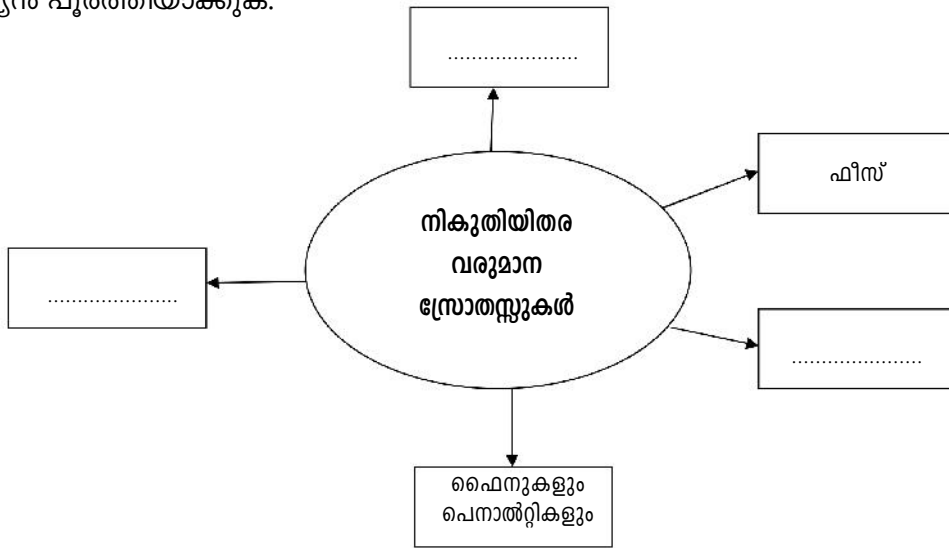 പൂർത്തിയാക്കുക.
.....................
ഫീസ്
നികുതിയിതര
വരുമാന
സ്രോതസ്സുകൾ
.....................
.....................
ഫൈനുകളും
പെനാൽറ്റികളും